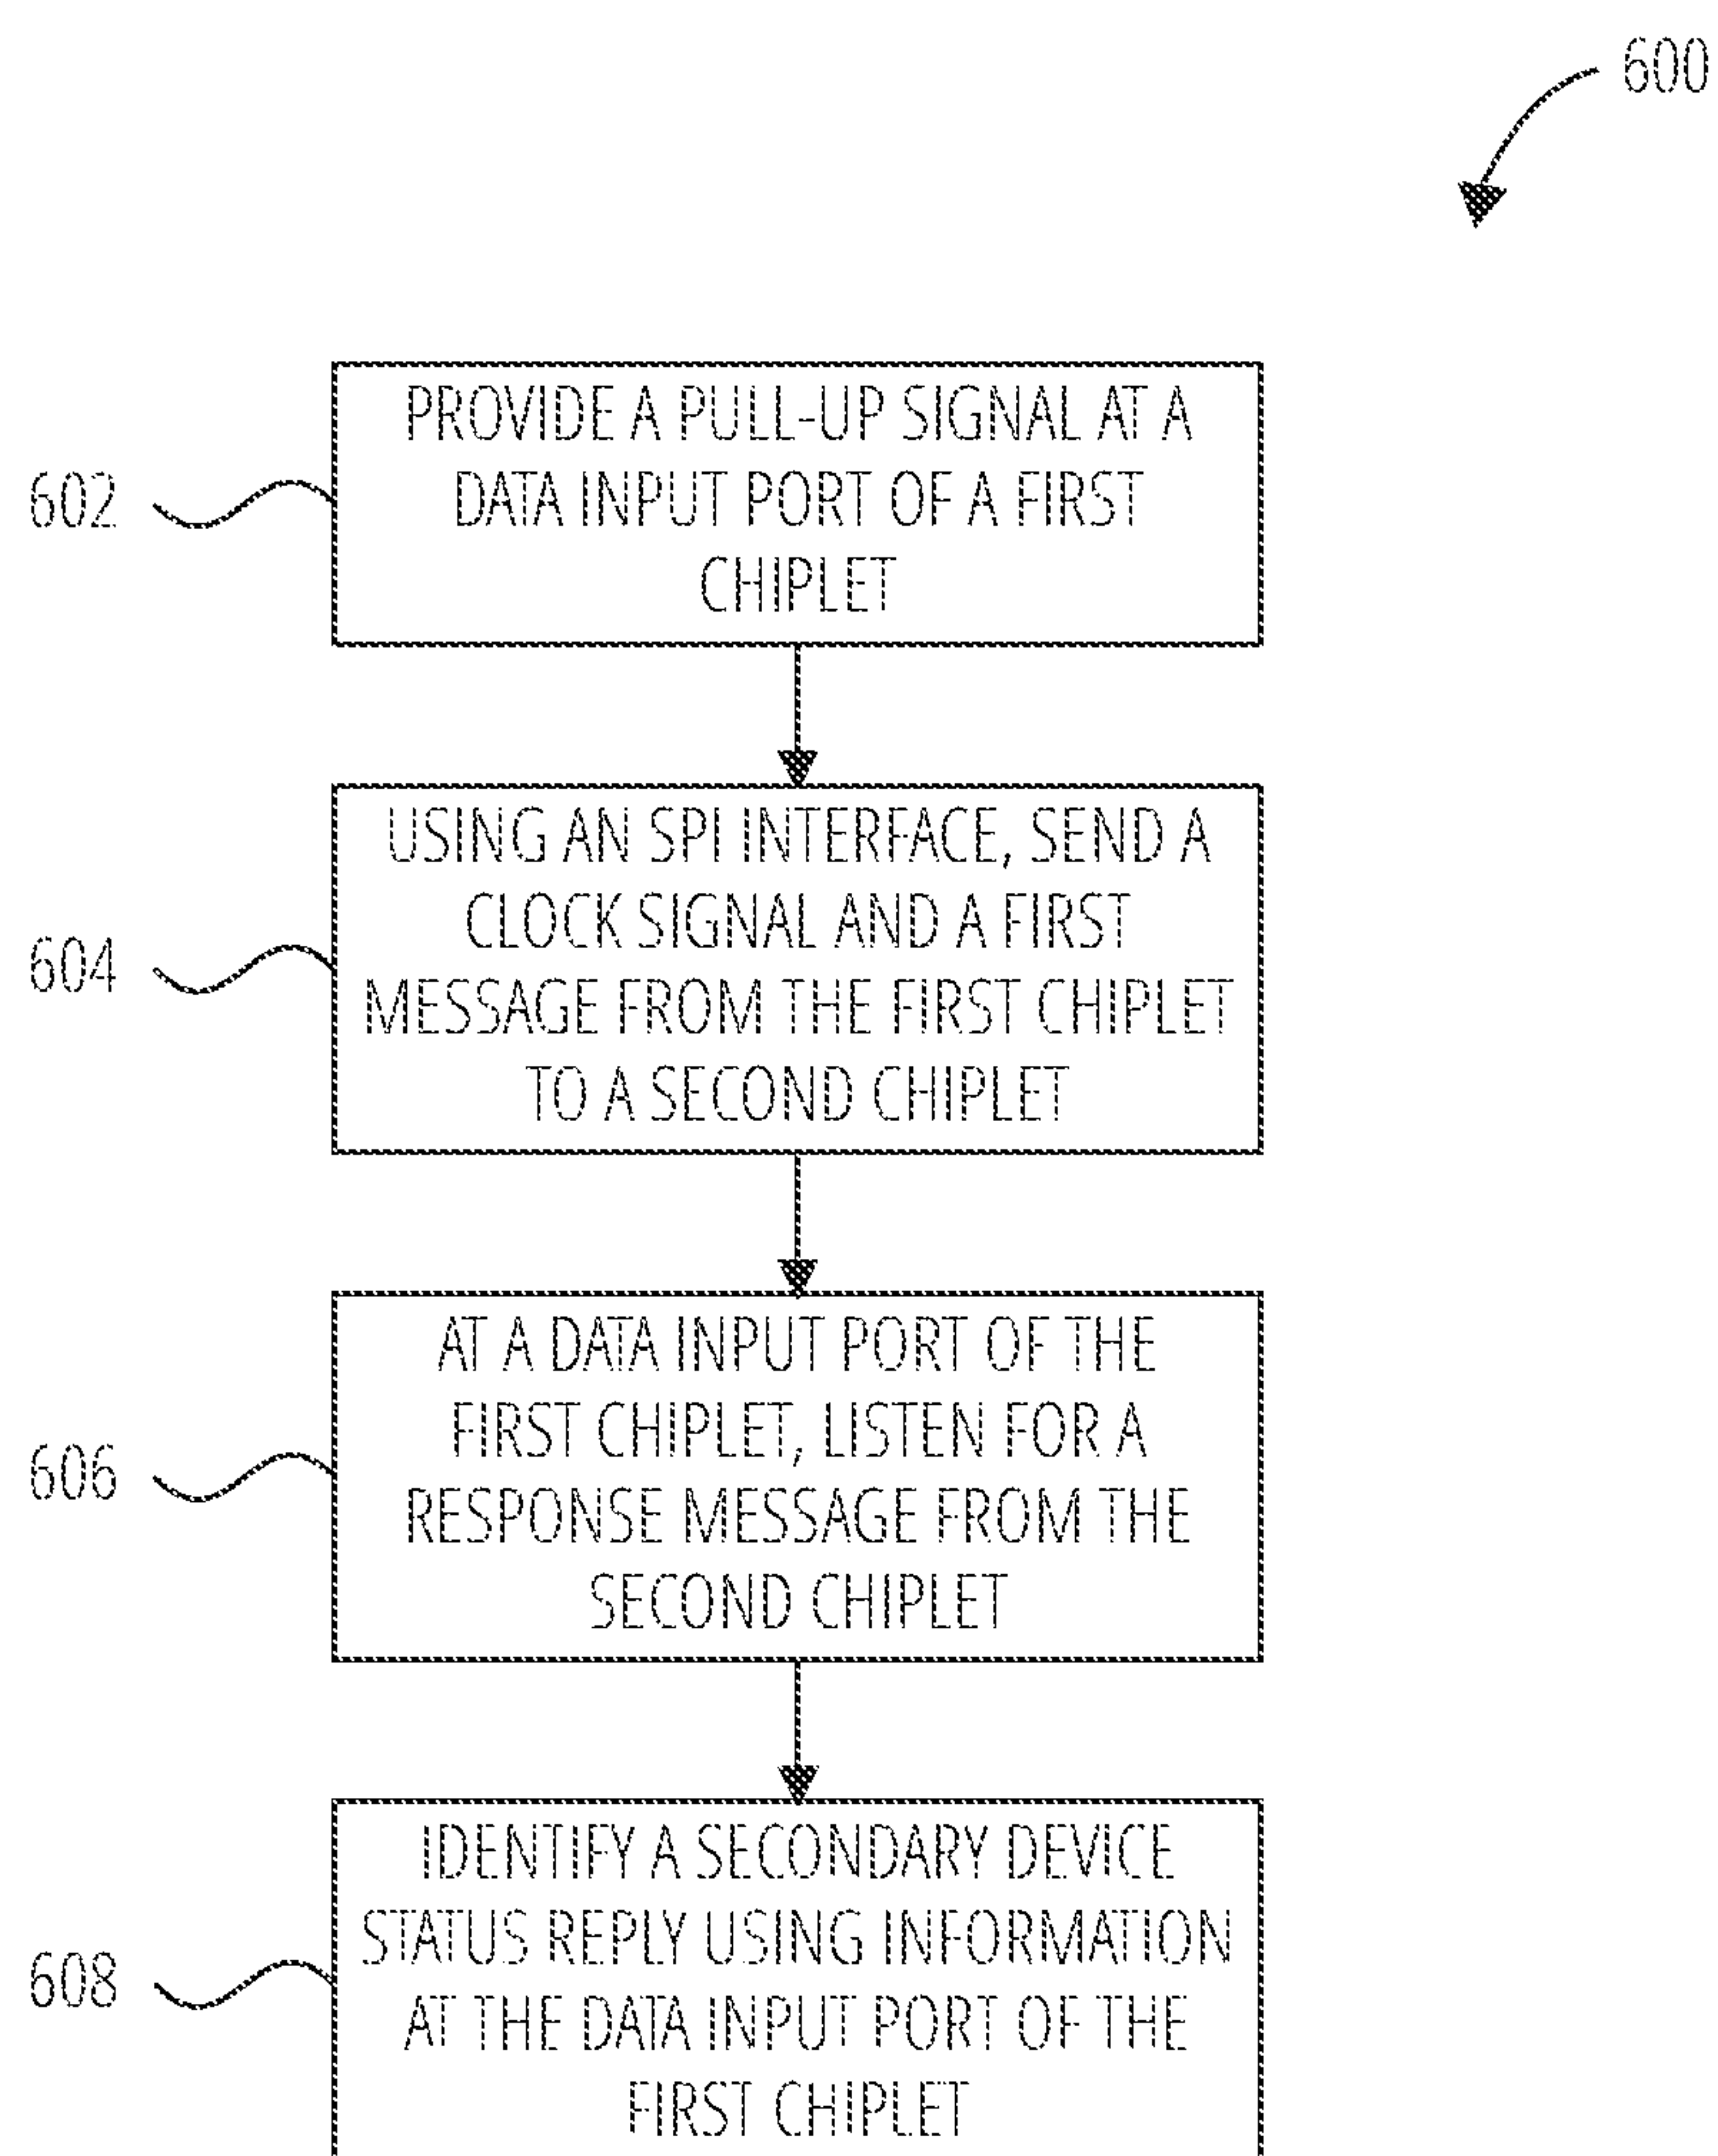 600
602
PROVIDE A PULL-UP SIGNAL AT A
DATA INPUT PORT OF A FIRST
CHIPLET
604
USING AN SPI INTERFACE, SEND A
CLOCK SIGNAL AND A FIRST
MESSAGE FROM THE FIRST CHIPLET
TO A SECOND CHIPLET
606
AT A DATA INPUT PORT OF THE
FIRST CHIPLET, LISTEN FOR A
RESPONSE MESSAGE FROM THE
SECOND CHIPLET
608
IDENTIFY A SECONDARY DEVICE
STATUS REPLY USING INFORMATION
AT THE DATA INPUT PORT OF THE
FIRST CHIPLET